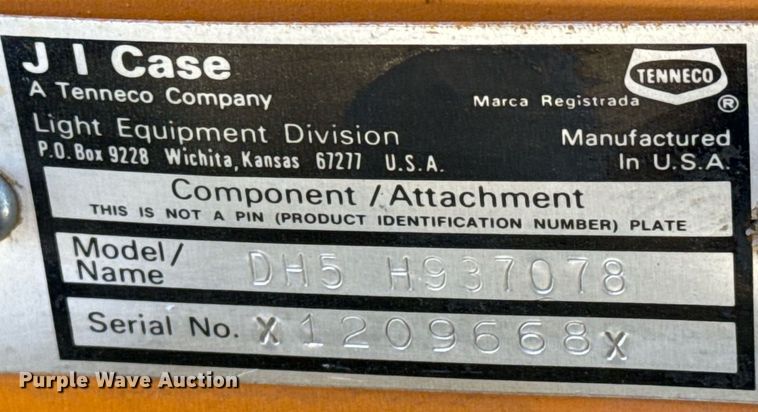 J I Case
A Tenneco Company
TENNECO
Marca Registrada ®
Light Equipment Division
P.O. Box 9228 Wichita, Kansas 67277 U.S.A.
Manufactured
In U.S.A
Component / Attachment
THIS IS NOT A PIN (PRODUCT IDENTIFICATION NUMBER) PLATE
Model/
Name DH5 H937078
Serial No. X1209668X
Purple Wave Auction